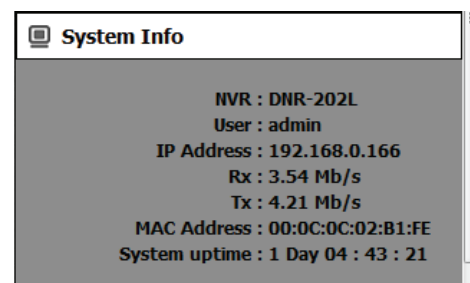 System Info
NVR : DNR-202L
User : admin
IP Address : 192.168.0.166
Rx : 3.54 Mb/s
Tx : 4.21 Mb/s
MAC Address : 00:0C:0C:02:B1:FE
System uptime : 1 Day 04 : 43 : 21